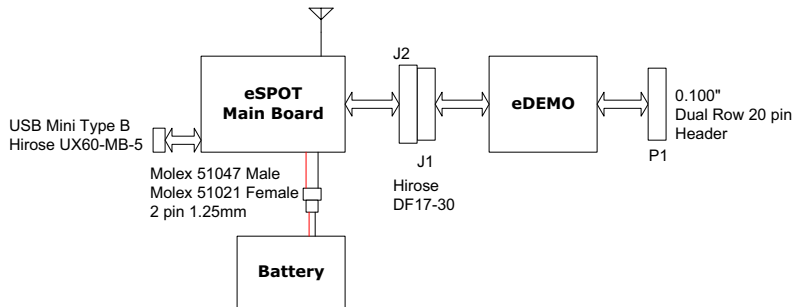 J2
eSPOT
Main Board
eDEMO
0.100"
Dual Row 20 pin
Header
USB Mini Type B
Hirose UX60-MB-5
P1
J1
Molex 51047 Male
Molex 51021 Female
2 pin 1.25mm
Hirose
DF17-30
Battery